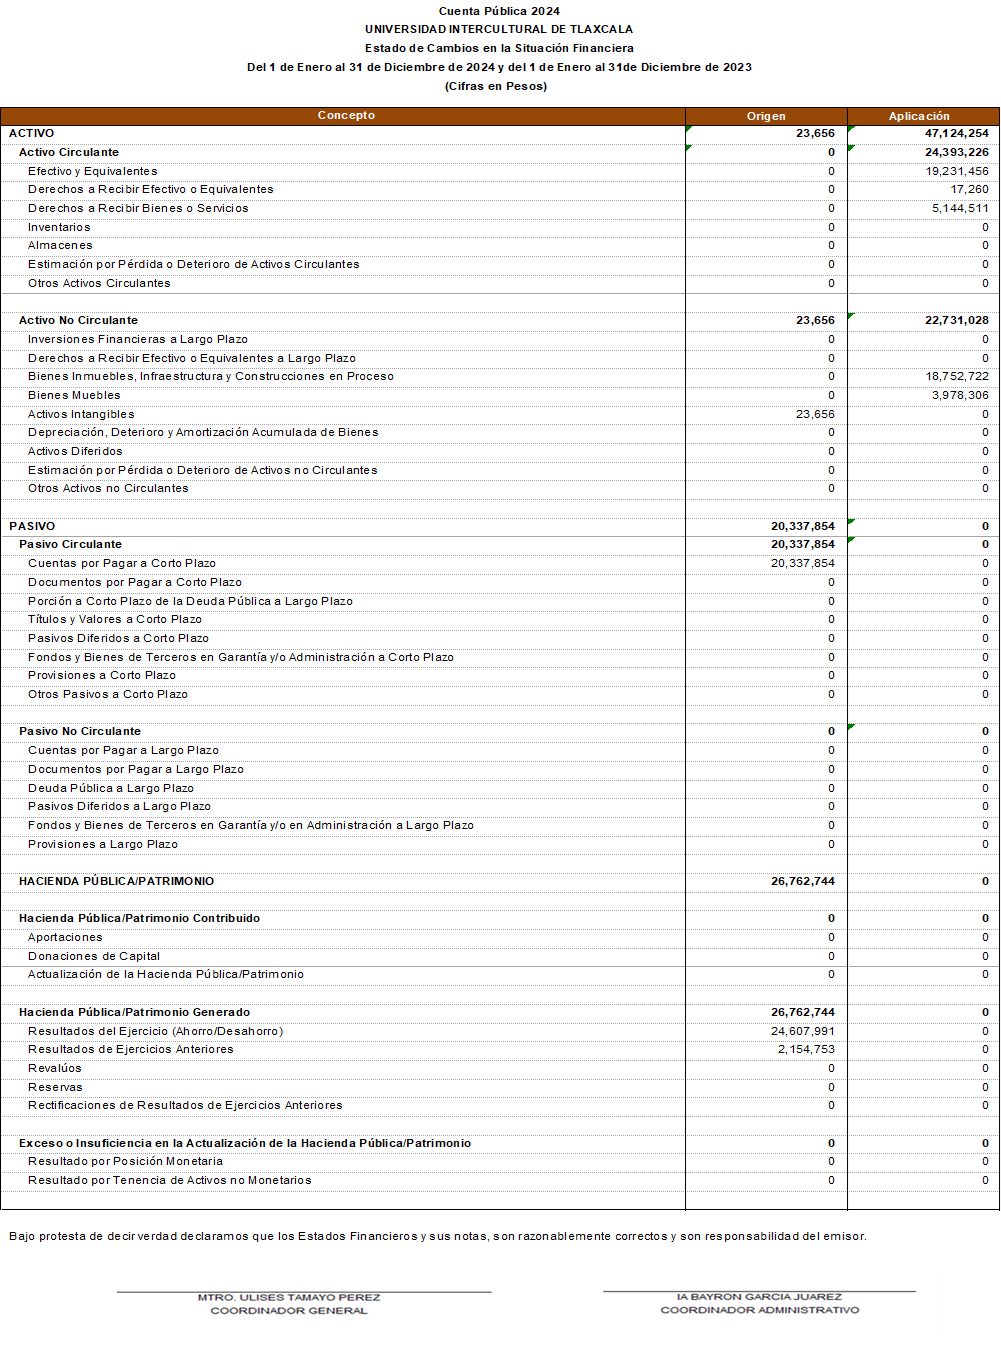 Cuenta Pública 2024
UNIVERSIDAD INTERCULTURAL DE TLAXCALA
Estado de Cambios en la Situación Financiera
Del 1 de Enero al 31 de Diciembre de 2024 y del 1 de Enero al 31de Diciembre de 2023
(Cifras en Pesos)
Concepto Origen Aplicación
ACTIVO 23,656 47,124,254
Activo Circulante 0 24,393,226
Efectivo y Equivalentes 0 19,231,456
Derechos a Recibir Efectivo o Equivalentes 0 17,260
Derechos a Recibir Bienes o Servicios 0 5,144,511
Inventarios 0 0
Almacenes 0 0
Estimación por Pérdida o Deterioro de Activos Circulantes 0 0
Otros Activos Circulantes 0 0
Activo No Circulante 23,656 22,731,028
Inversiones Financieras a Largo Plazo 0 0
Derechos a Recibir Efectivo o Equivalentes a Largo Plazo 0 0
Bienes Inmuebles, Infraestructura y Construcciones en Proceso 0 18,752,722
Bienes Muebles 0 3,978,306
Activos Intangibles 23,656 0
Depreciación, Deterioro y Amortización Acumulada de Bienes 0 0
Activos Diferidos 0 0
Estimación por Pérdida o Deterioro de Activos no Circulantes 0 0
Otros Activos no Circulantes 0 0
PASIVO 20,337,854 0
Pasivo Circulante 20,337,854 0
Cuentas por Pagar a Corto Plazo 20,337,854 0
Documentos por Pagar a Corto Plazo 0 0
Porción a Corto Plazo de la Deuda Pública a Largo Plazo 0 0
Títulos y Valores a Corto Plazo 0 0
Pasivos Diferidos a Corto Plazo 0 0
Fondos y Bienes de Terceros en Garantía y/o Administración a Corto Plazo 0 0
Provisiones a Corto Plazo 0 0
Otros Pasivos a Corto Plazo 0 0
Pasivo No Circulante 0 0
Cuentas por Pagar a Largo Plazo 0 0
Documentos por Pagar a Largo Plazo 0 0
Deuda Pública a Largo Plazo 0 0
Pasivos Diferidos a Largo Plazo 0 0
Fondos y Bienes de Terceros en Garantía y/o en Administración a Largo Plazo 0 0
Provisiones a Largo Plazo 0 0
HACIENDA PÚBLICA/PATRIMONIO 26,762,744 0
Hacienda Pública/Patrimonio Contribuido 0 0
Aportaciones 0 0
Donaciones de Capital 0 0
Actualización de la Hacienda Pública/Patrimonio 0 0
Hacienda Pública/Patrimonio Generado 26,762,744 0
Resultados del Ejercicio (Ahorro/Desahorro) 24,607,991 0
Resultados de Ejercicios Anteriores 2,154,753 0
Revalúos 0 0
Reservas 0 0
Rectificaciones de Resultados de Ejercicios Anteriores 0 0
Exceso o Insuficiencia en la Actualización de la Hacienda Pública/Patrimonio 0 0
Resultado por Posición Monetaria 0 0
Resultado por Tenencia de Activos no Monetarios 0 0
Bajo protesta de decir verdad declaramos que los Estados Financieros y sus notas, son razonablemente correctos y son responsabilidad del emisor.
MTRO. ULISES TAMAYO PEREZ IA BAYRON GARCIA JUAREZ
COORDINADOR GENERAL COORDINADOR ADMINISTRATIVO